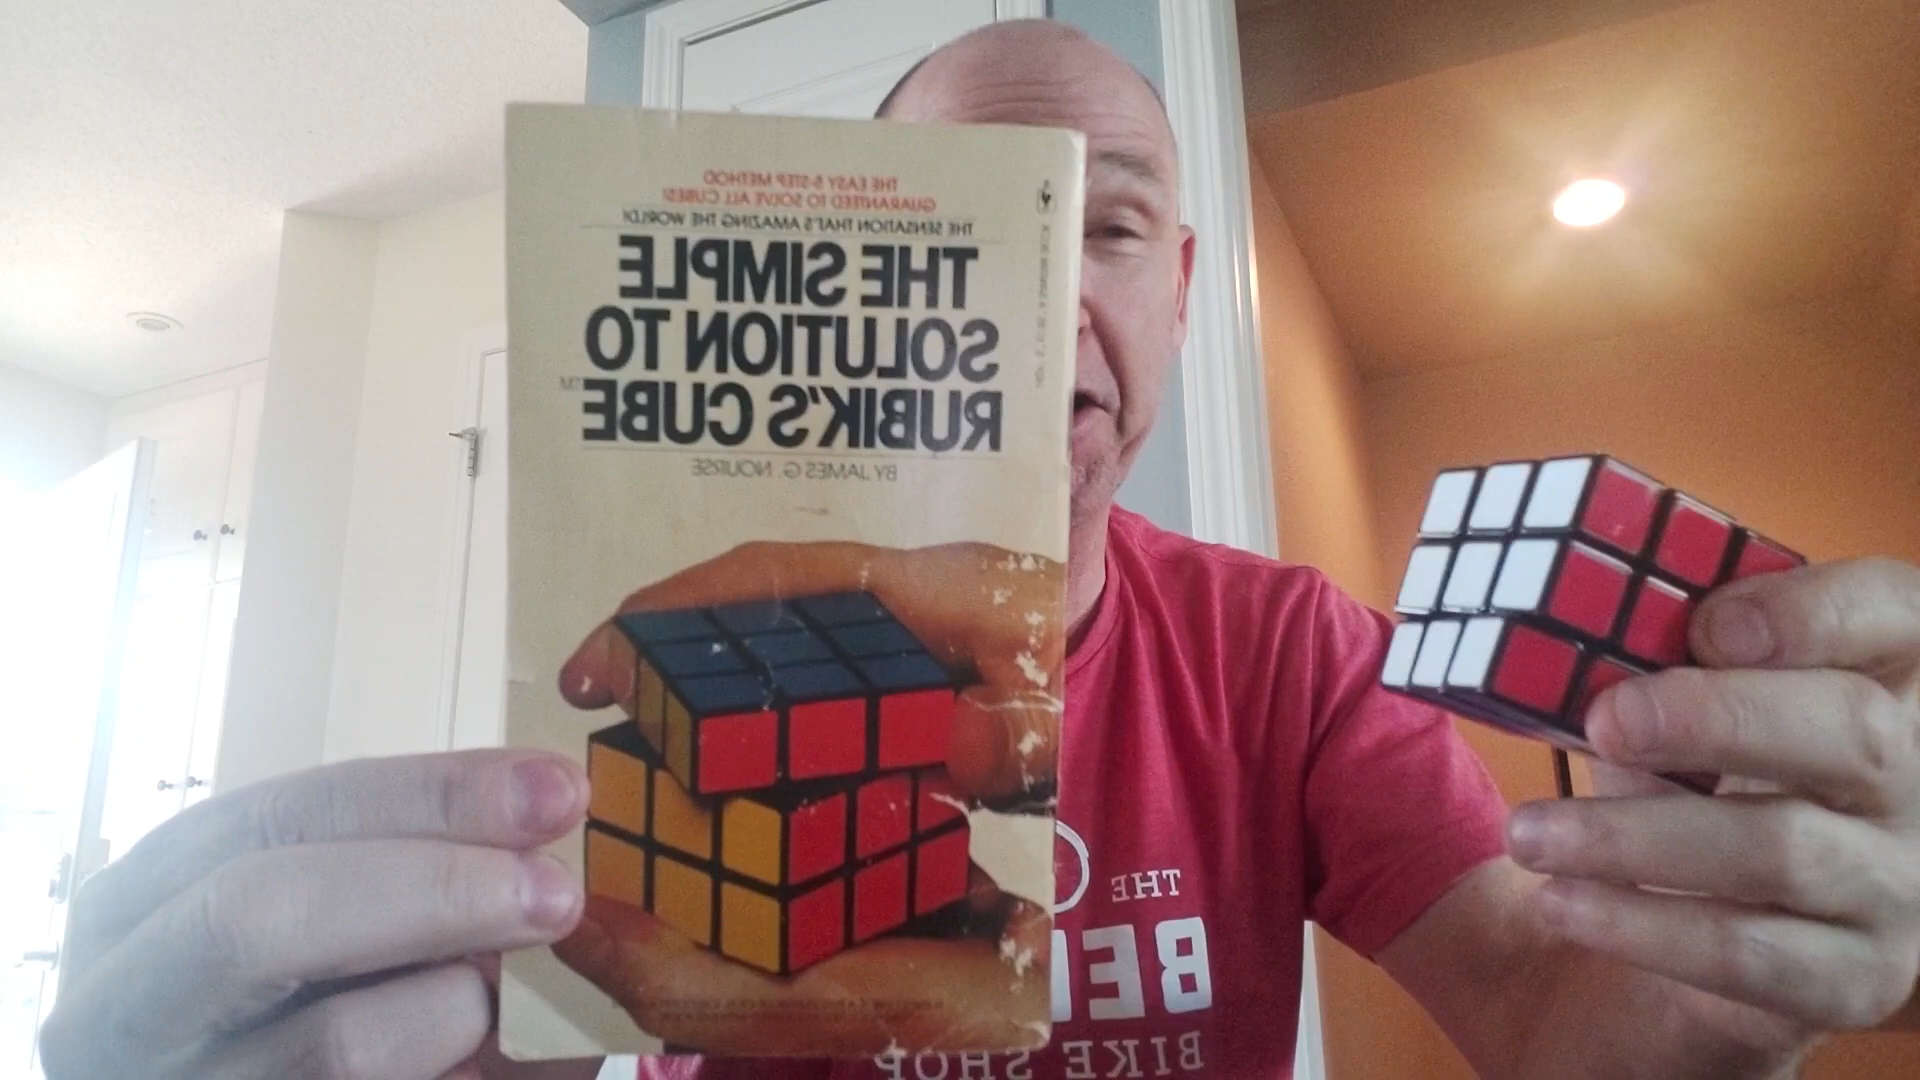 THE EASY 5-STEP METHOD
GUARANTEED TO SOLVE ALL CUBES!
THE SENSATION THAT'S AMAZING THE WORLD!
THE SIMPLE
SOLUTION TO
RUBIK'S CUBE™
BY JAMES G. NOURSE
THE
BE
BIKE SHOP